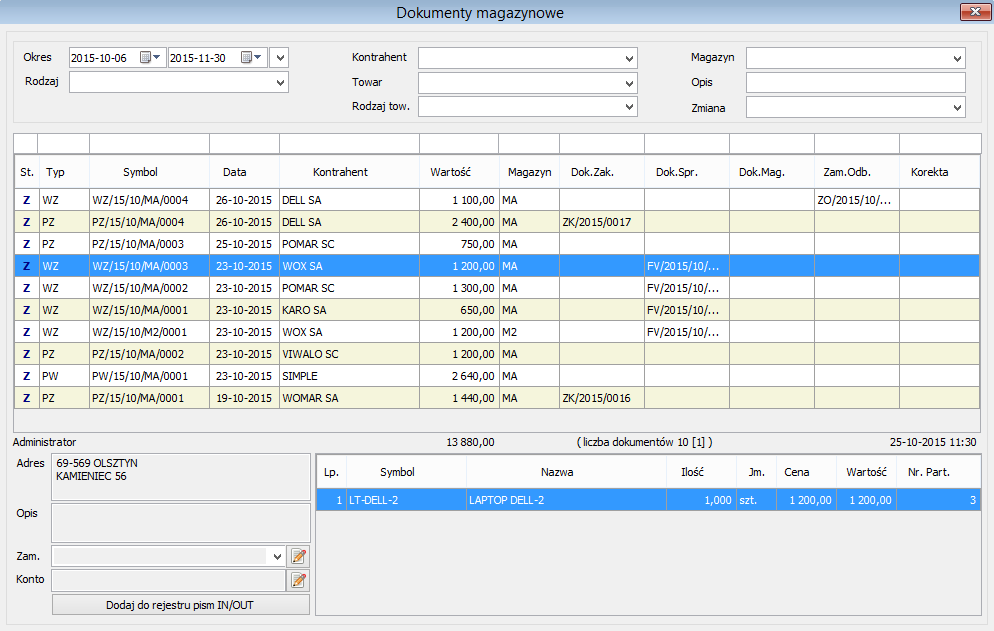 Dokumenty magazynowe
Okres 2015-10-06 2015-11-30 Kontrahent Magazyn
Rodzaj Towar Opis
Rodzaj tow. Zmiana
St. Typ Symbol Data Kontrahent Wartość Magazyn Dok.Zak. Dok.Spr. Dok.Mag. Zam.Odb. Korekta
Z WZ WZ/15/10/MA/0004 26-10-2015 DELL SA 1 100,00 MA ZO/2015/10/...
Z PZ PZ/15/10/MA/0004 26-10-2015 DELL SA 2 400,00 MA ZK/2015/0017
Z PZ PZ/15/10/MA/0003 25-10-2015 POMAR SC 750,00 MA
Z WZ WZ/15/10/MA/0003 23-10-2015 WOX SA 1 200,00 MA FV/2015/10/...
Z WZ WZ/15/10/MA/0002 23-10-2015 POMAR SC 1 300,00 MA FV/2015/10/...
Z WZ WZ/15/10/MA/0001 23-10-2015 KARO SA 650,00 MA FV/2015/10/...
Z WZ WZ/15/10/M2/0001 23-10-2015 WOX SA 1 200,00 M2 FV/2015/10/...
Z PZ PZ/15/10/MA/0002 23-10-2015 VIWALO SC 1 200,00 MA
Z PW PW/15/10/MA/0001 23-10-2015 SIMPLE 2 640,00 MA
Z PZ PZ/15/10/MA/0001 19-10-2015 WOMAR SA 1 440,00 MA ZK/2015/0016
Administrator 13 880,00 ( liczba dokumentów 10 [1] ) 25-10-2015 11:30
Adres 69-569 OLSZTYN
KAMIENIEC 56
Opis
Zam.
Konto
Dodaj do rejestru pism IN/OUT
Lp. Symbol Nazwa Ilość Jm. Cena Wartość Nr. Part.
1 LT-DELL-2 LAPTOP DELL-2 1,000 szt. 1 200,00 1 200,00 3